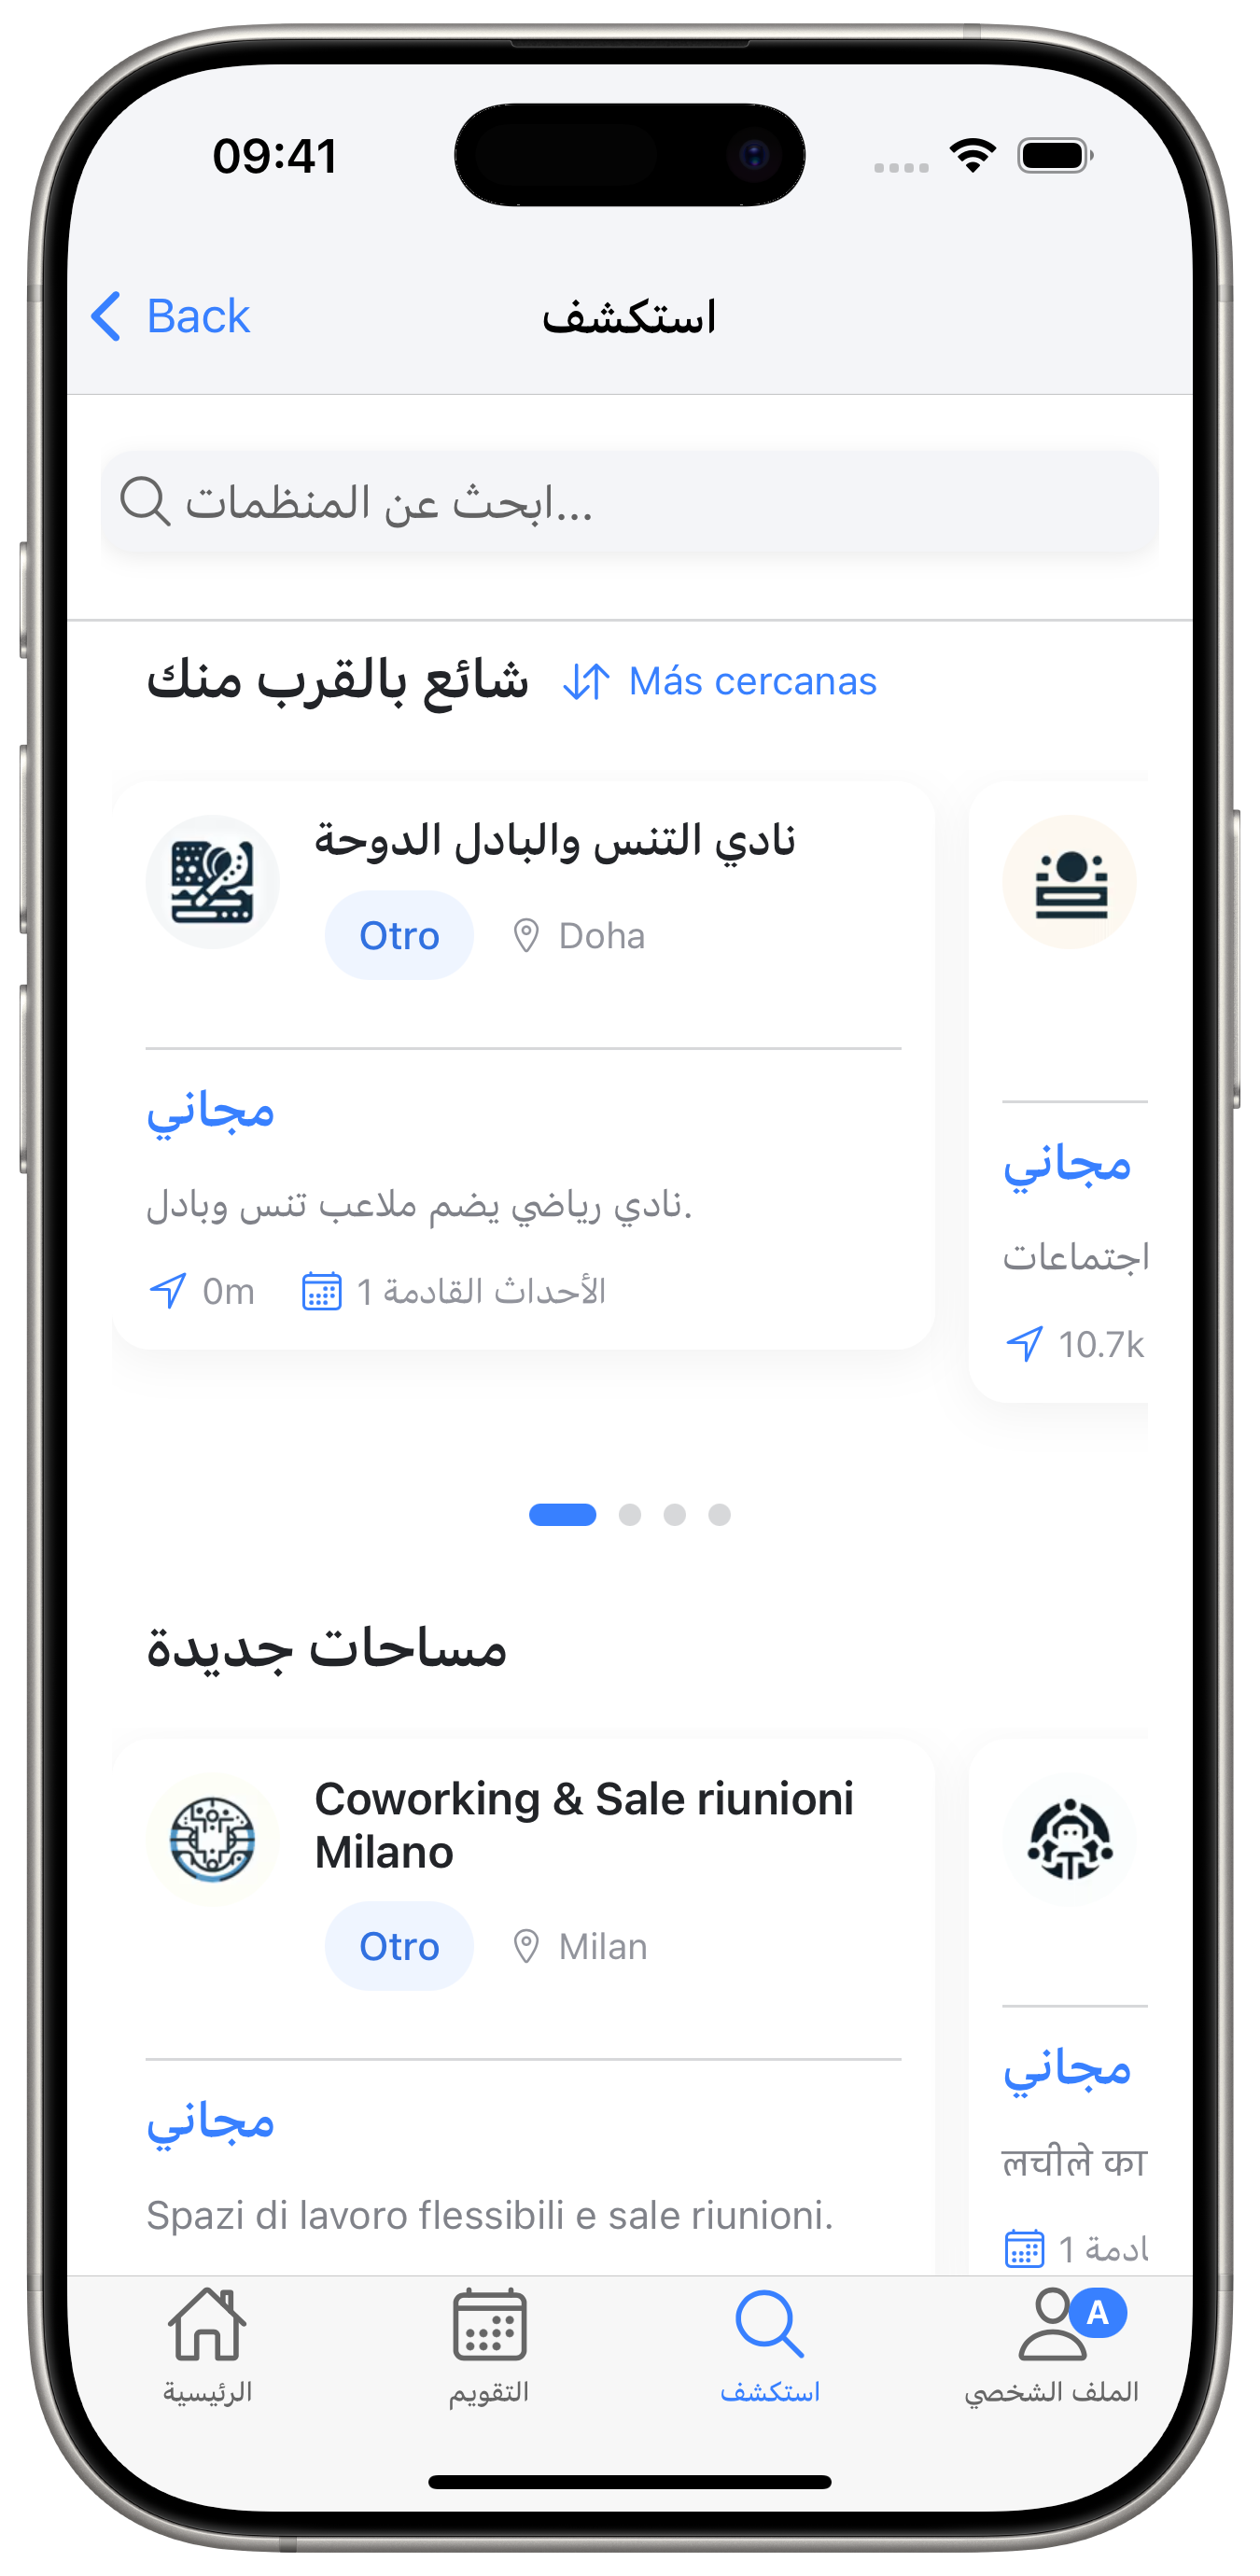 09:41
Back
استكشف
ابحث عن المنظمات...
شائع بالقرب منك
Más cercanas
نادي التنس والبادل الدوحة
Otro
Doha
مجاني
نادي رياضي يضم ملاعب تنس وبادل.
0m
1 الأحداث القادمة
مجاني
اجتماعات
10.7k
مساحات جديدة
Coworking & Sale riunioni
Milano
Otro
Milan
مجاني
Spazi di lavoro flessibili e sale riunioni.
مجاني
लचीले का
1
الرئيسية
التقويم
استكشف
A
الملف الشخصي